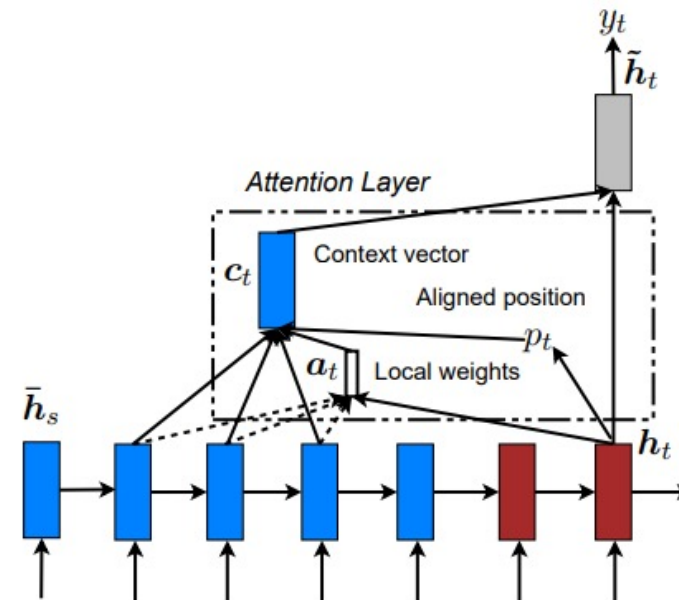 y_t
h̃_t
Attention Layer
Context vector
c_t
Aligned position
p_t
a_t
Local weights
h̄_s
h_t